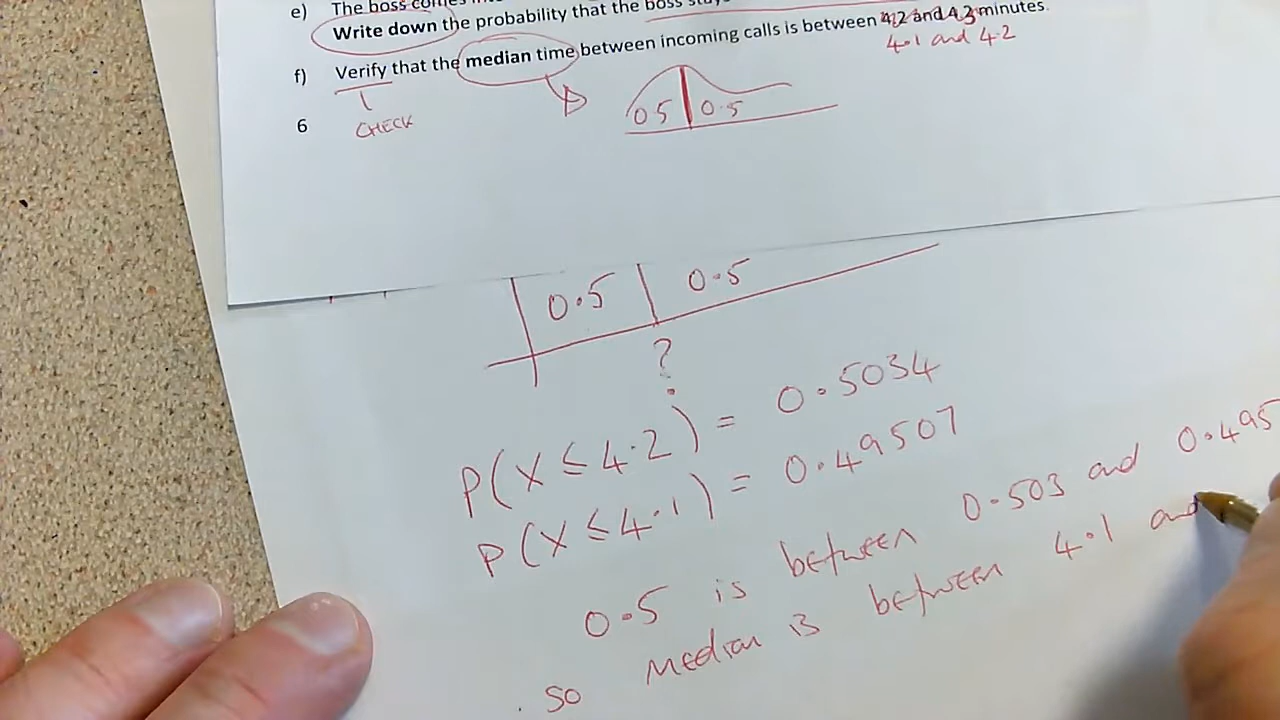 e) The boss comes
Write down the probability that the boss stays
f) Verify that the median time between incoming calls is between 4.2 and 4.3 minutes.
4.1 and 4.2
6
CHECK
0.5 0.5
0.5 0.5
?
P(X ≤ 4.2) = 0.5034
P(X ≤ 4.1) = 0.49507
0.5 is between 0.503 and 0.495
so Median is between 4.1 and